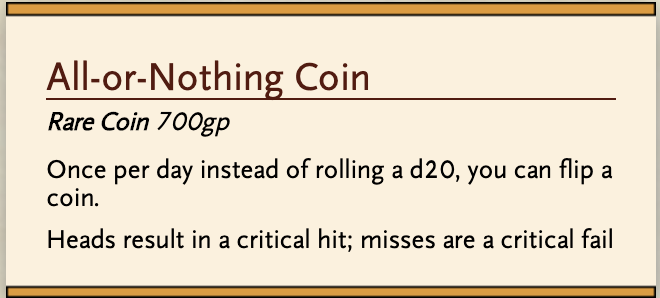 All-or-Nothing Coin
Rare Coin 700gp
Once per day instead of rolling a d20, you can flip a
coin.
Heads result in a critical hit; misses are a critical fail